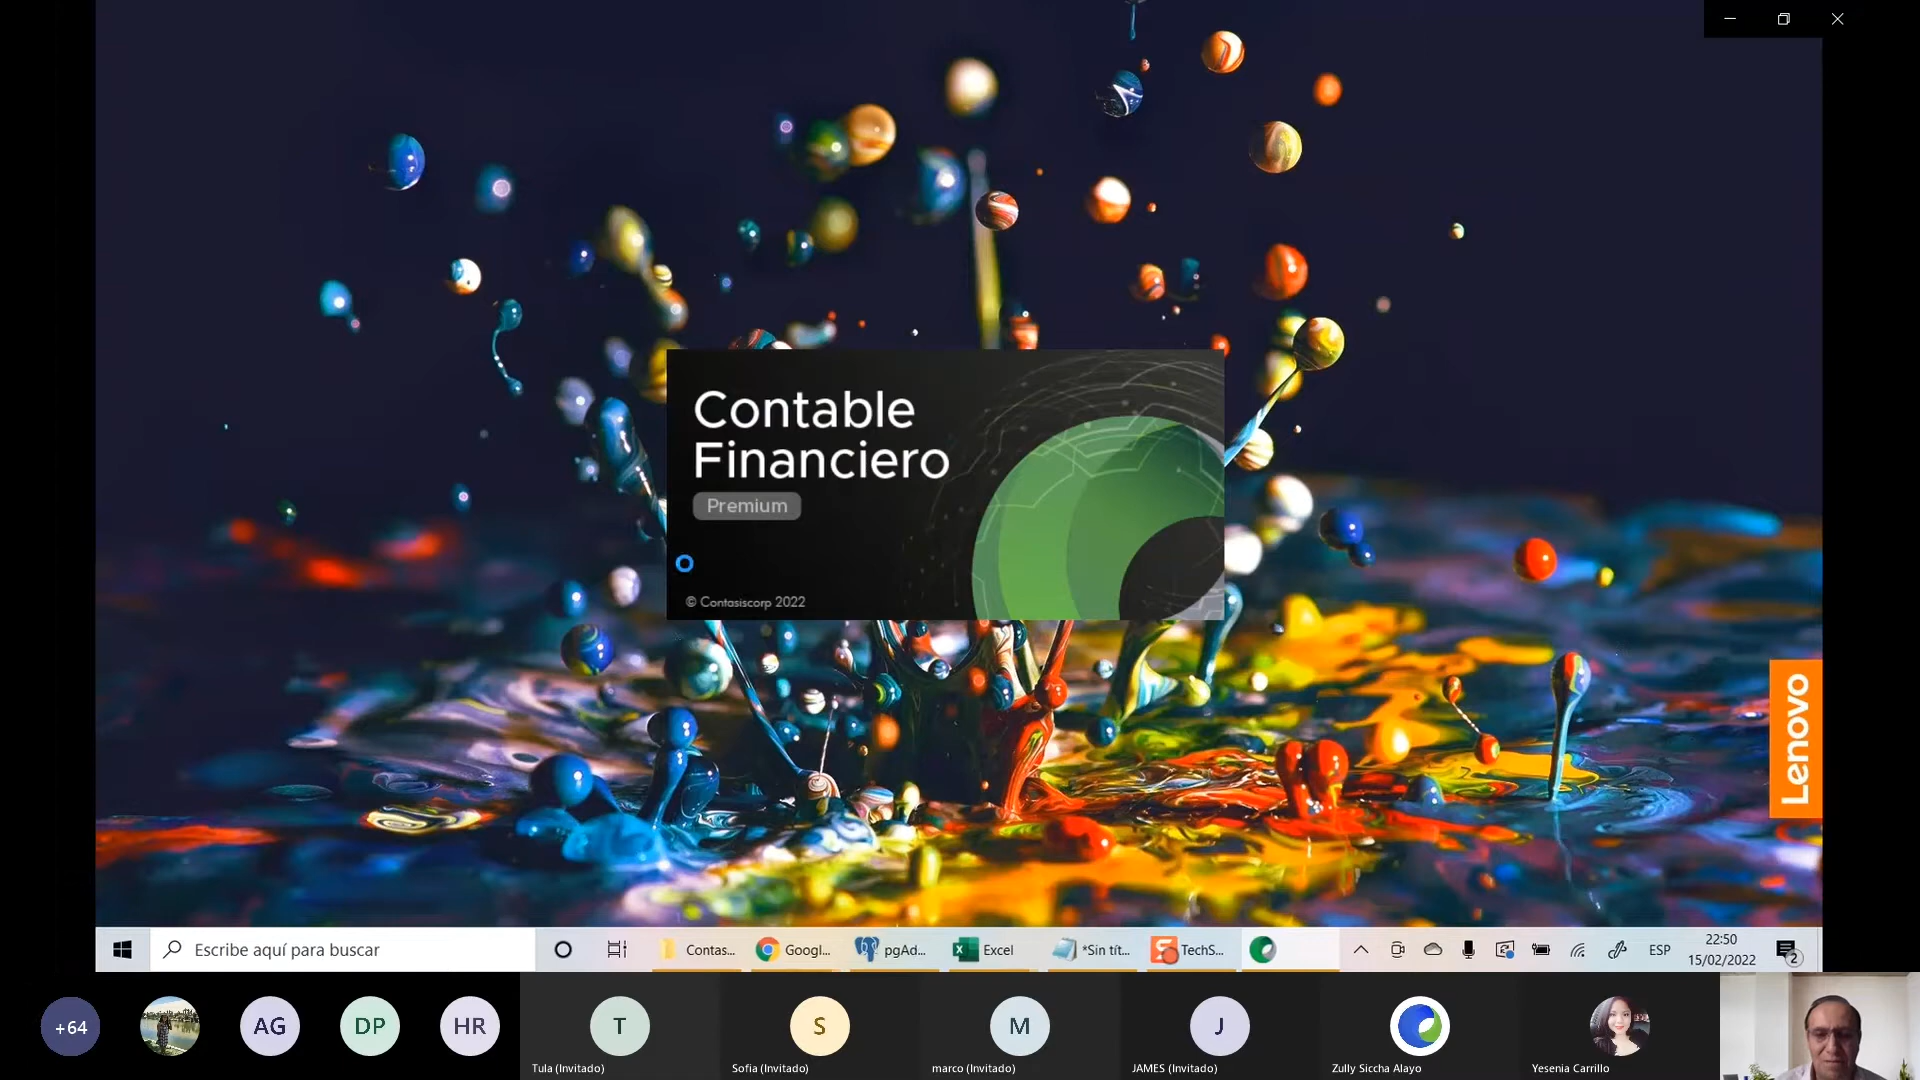 Contable
Financiero
Premium
© Contasiscorp 2022
Lenovo
Escribe aquí para buscar
Contas...
Googl...
pgAd...
Excel
*Sin tít...
TechS...
ESP
22:50
15/02/2022
2
+64
AG
DP
HR
T
S
M
J
Tula (Invitado)
Sofia (Invitado)
marco (Invitado)
JAMES (Invitado)
Zully Siccha Alayo
Yesenia Carrillo